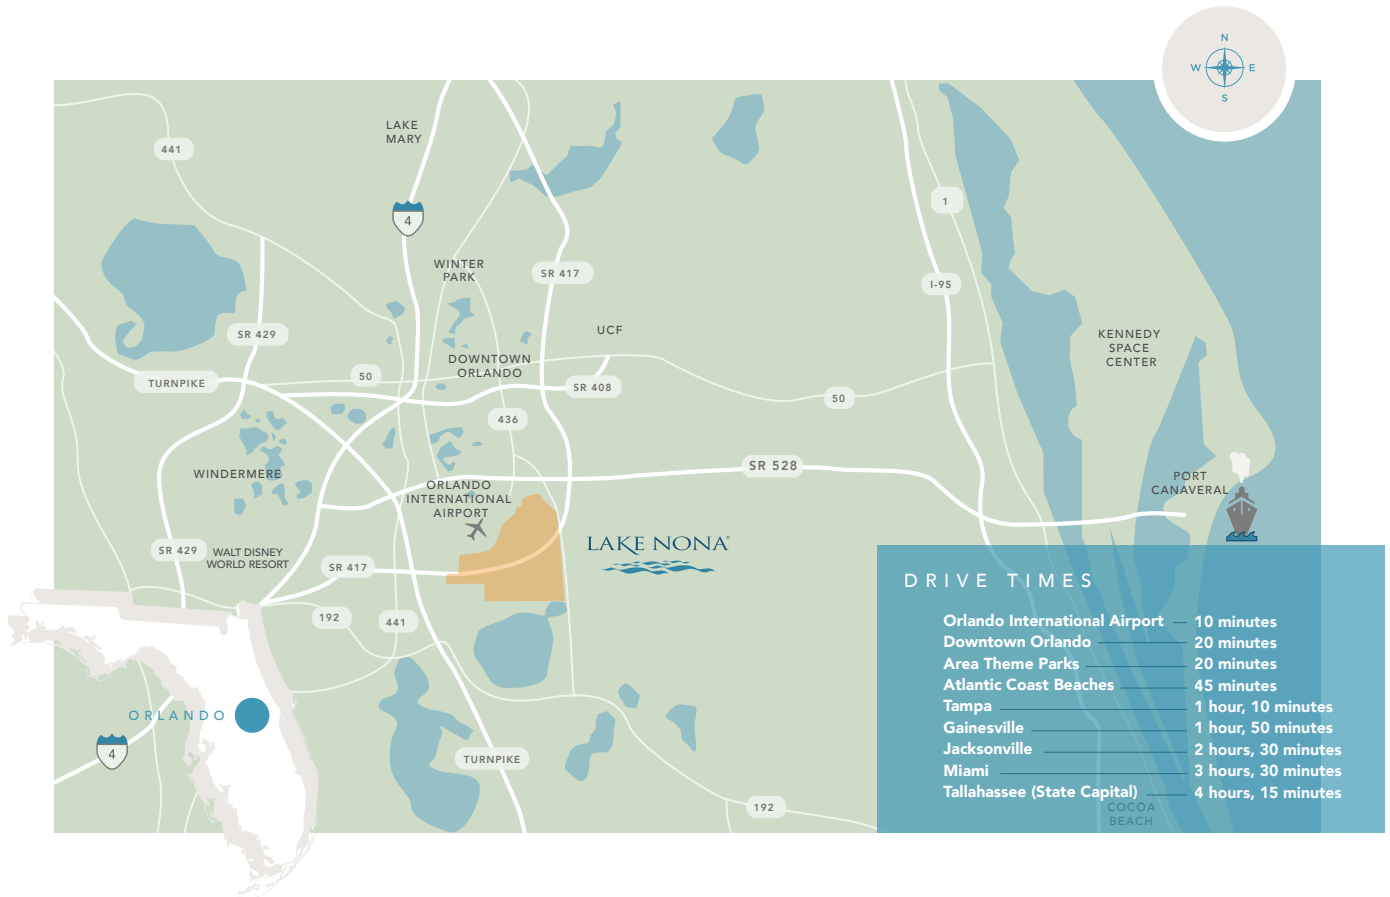 N
W E
S
LAKE
MARY
441
4
1
WINTER
PARK
SR 417
I-95
UCF
SR 429
KENNEDY
SPACE
CENTER
DOWNTOWN
ORLANDO
50
TURNPIKE
SR 408
50
436
SR 528
WINDERMERE
ORLANDO
INTERNATIONAL
AIRPORT
PORT
CANAVERAL
LAKE NONA®
SR 429
WALT DISNEY
WORLD RESORT
SR 417
192
441
ORLANDO
4
TURNPIKE
192
DRIVE TIMES
Orlando International Airport 10 minutes
Downtown Orlando 20 minutes
Area Theme Parks 20 minutes
Atlantic Coast Beaches 45 minutes
Tampa 1 hour, 10 minutes
Gainesville 1 hour, 50 minutes
Jacksonville 2 hours, 30 minutes
Miami 3 hours, 30 minutes
Tallahassee (State Capital) 4 hours, 15 minutes
COCOA
BEACH